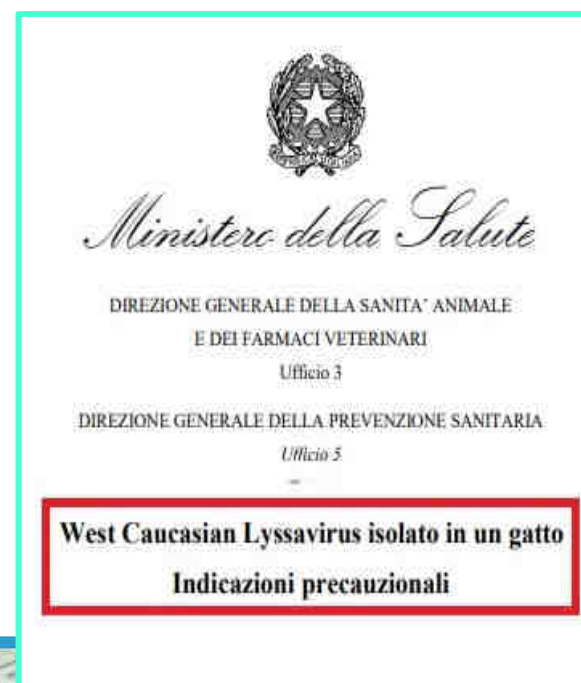 Ministero della Salute
DIREZIONE GENERALE DELLA SANITA' ANIMALE
E DEI FARMACI VETERINARI
Ufficio 3
DIREZIONE GENERALE DELLA PREVENZIONE SANITARIA
Ufficio 5
West Caucasian Lyssavirus isolato in un gatto
Indicazioni precauzionali